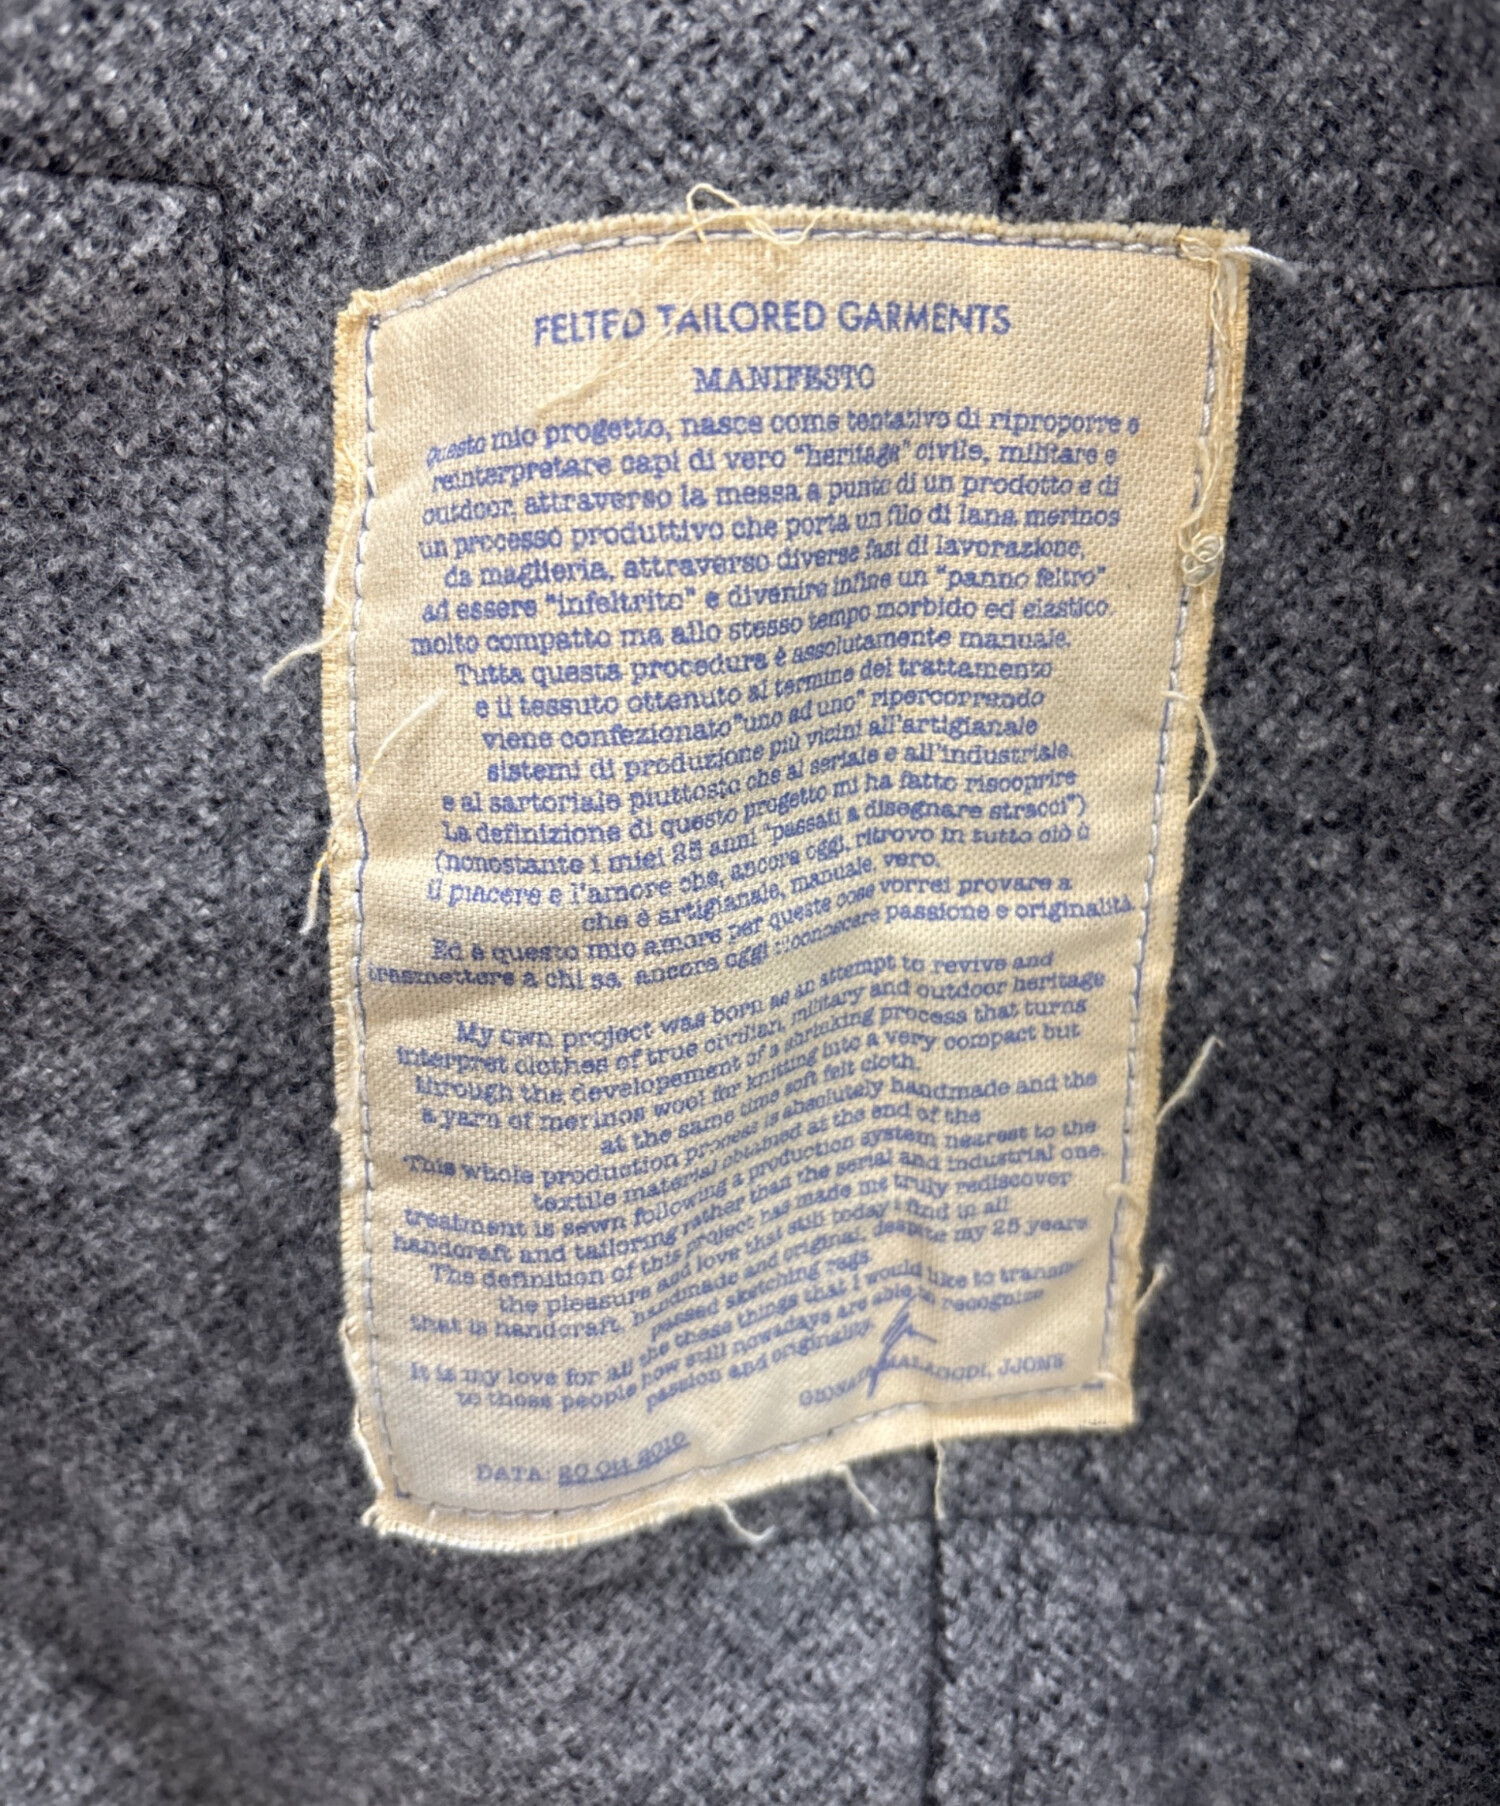 FELTED TAILORED GARMENTS
MANIFESTO
Questo mio progetto, nasce come tentativo di riproporre e
reinterpretare capi di vero "heritage" civile, militare e
outdoor, attraverso la messa a punto di un prodotto e di
un processo produttivo che porta un filo di lana merinos
da maglieria, attraverso diverse fasi di lavorazione,
ad essere "infeltrito" e divenire infine un "panno feltro"
molto compatto ma allo stesso tempo morbido ed elastico.
Tutta questa procedura è assolutamente manuale.
e il tessuto ottenuto al termine del trattamento
viene confezionato "uno ad uno" ripercorrendo
sistemi di produzione più vicini all'artigianale
e al sartoriale piuttosto che al seriale e all'industriale.
La definizione di questo progetto mi ha fatto riscoprire
(nonostante i miei 25 anni "passati a disegnare stracci")
il piacere e l'amore che, ancora oggi, ritrovo in tutto ciò
che è artigianale, manuale, vero.
Ed è questo mio amore per queste cose vorrei provare a
trasmettere a chi sa, ancora oggi riconoscere passione e originalità.
My own project was born as an attempt to revive and
interpret clothes of true civilian, military and outdoor heritage
through the developement of a shrinking process that turns
a yarn of merinos wool for knitting into a very compact but
at the same time soft felt cloth.
This whole production process is absolutely handmade and the
textile material obtained at the end of the
treatment is sewn following a production system nearest to the
handcraft and tailoring rather than the serial and industrial one.
The definition of this project has made me truly rediscover
the pleasure and love that still today i find in all
that is handcraft, handmade and original, despite my 25 years
passed sketching rags
It is my love for all the these things that I would like to transmit
to those people how still nowadays are able to recognize
passion and originality.
MALAGODI, JJONE
DATA: 20 04 2010